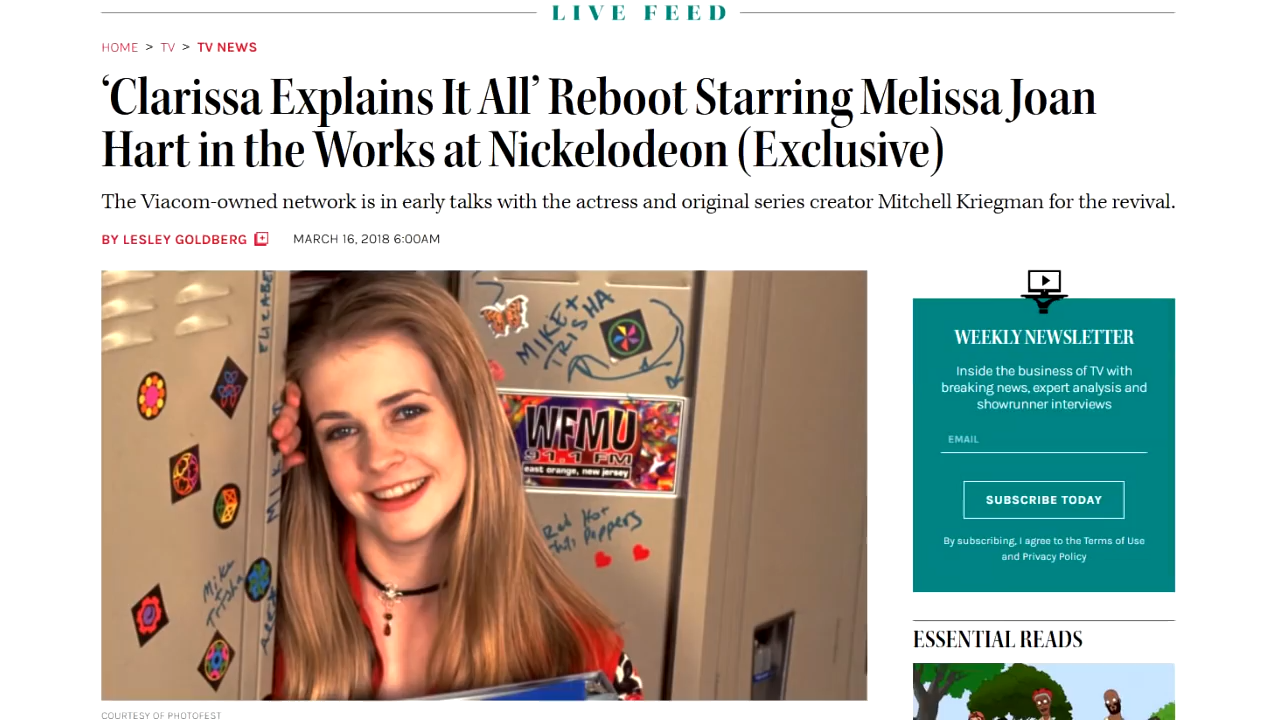 LIVE FEED
HOME > TV > TV NEWS
‘Clarissa Explains It All’ Reboot Starring Melissa Joan
Hart in the Works at Nickelodeon (Exclusive)
The Viacom-owned network is in early talks with the actress and original series creator Mitchell Kriegman for the revival.
BY LESLEY GOLDBERG
MARCH 16, 2018 6:00AM
MIKE +
TRISHA
WFMU
91.1 FM
east orange, new jersey
Red Hot
Chili Peppers
Mike
Trisha
COURTESY OF PHOTOFEST
WEEKLY NEWSLETTER
Inside the business of TV with
breaking news, expert analysis and
showrunner interviews
EMAIL
SUBSCRIBE TODAY
By subscribing, I agree to the Terms of Use
and Privacy Policy
ESSENTIAL READS